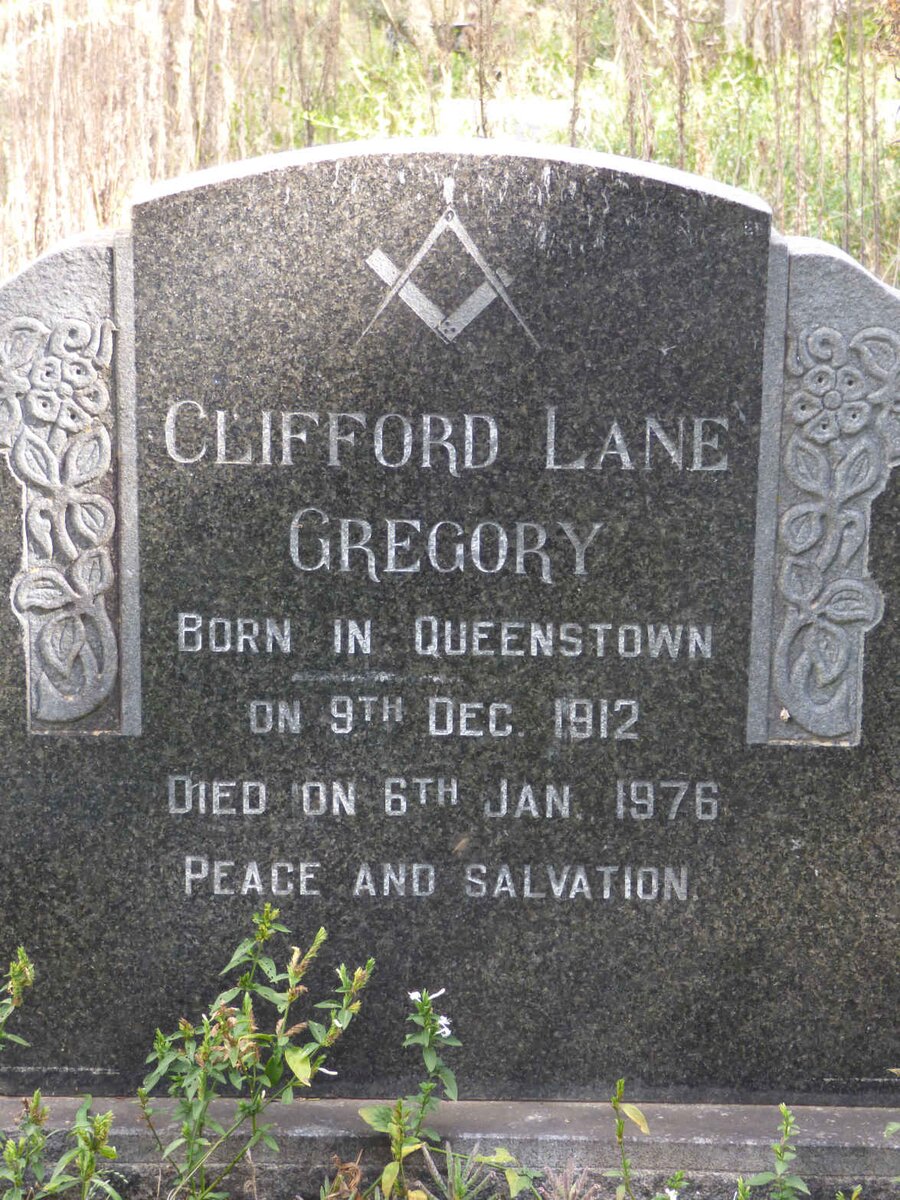 CLIFFORD LANE
GREGORY
BORN IN QUEENSTOWN
ON 9TH DEC. 1912
DIED ON 6TH JAN. 1976
PEACE AND SALVATION.